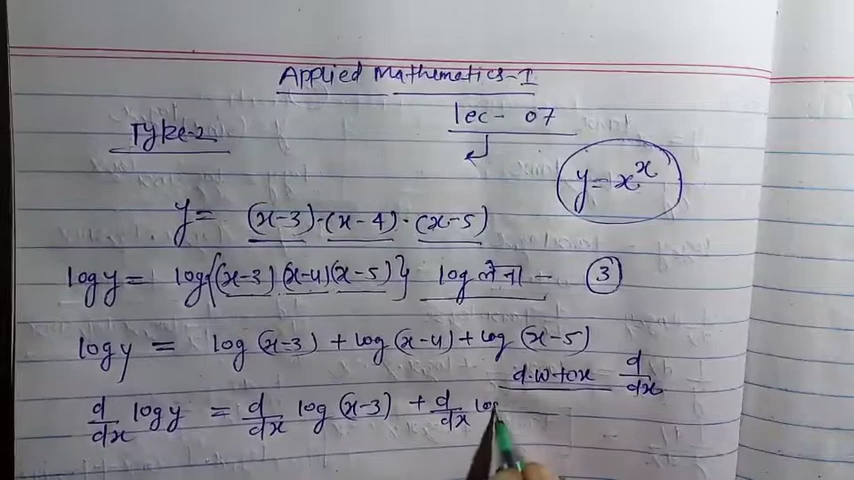 Applied Mathematics-I
lec- 07
Type-2
y = x^x
y = (x-3)·(x-4)·(x-5)
log y = log{(x-3)(x-4)(x-5)} log लेना - ③
log y = log (x-3) + log (x-4) + log (x-5)
d.w.to x d/dx
d/dx log y = d/dx log (x-3) + d/dx lo